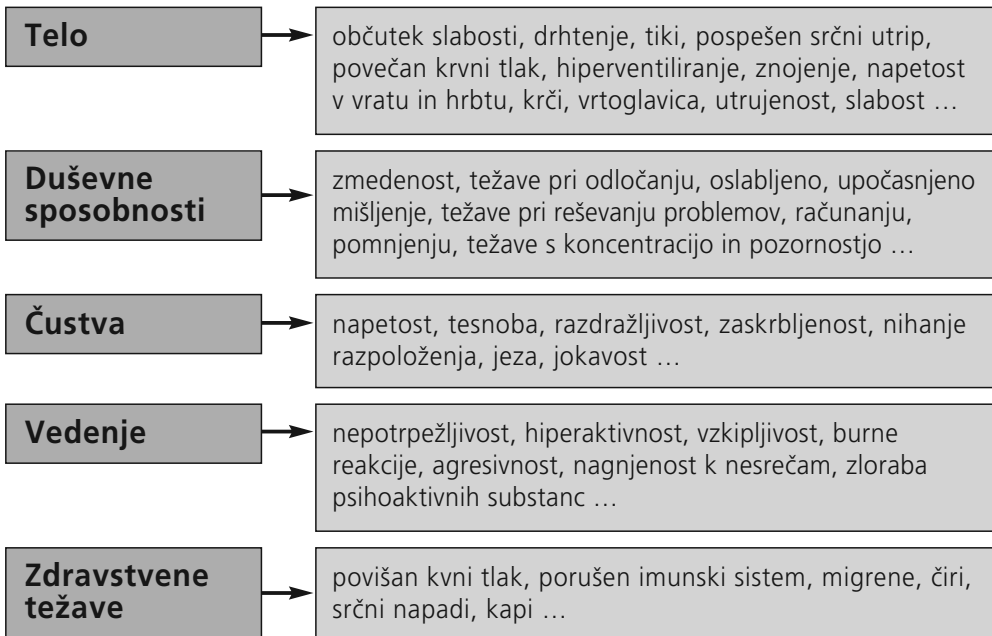 Telo
občutek slabosti, drhtenje, tiki, pospešen srčni utrip,
povečan krvni tlak, hiperventiliranje, znojenje, napetost
v vratu in hrbtu, krči, vrtoglavica, utrujenost, slabost …
Duševne
sposobnosti
zmedenost, težave pri odločanju, oslabljeno, upočasnjeno
mišljenje, težave pri reševanju problemov, računanju,
pomnjenju, težave s koncentracijo in pozornostjo …
Čustva
napetost, tesnoba, razdražljivost, zaskrbljenost, nihanje
razpoloženja, jeza, jokavost …
Vedenje
nepotrpežljivost, hiperaktivnost, vzkipljivost, burne
reakcije, agresivnost, nagnjenost k nesrečam, zloraba
psihoaktivnih substanc …
Zdravstvene
težave
povišan kvni tlak, porušen imunski sistem, migrene, čiri,
srčni napadi, kapi …